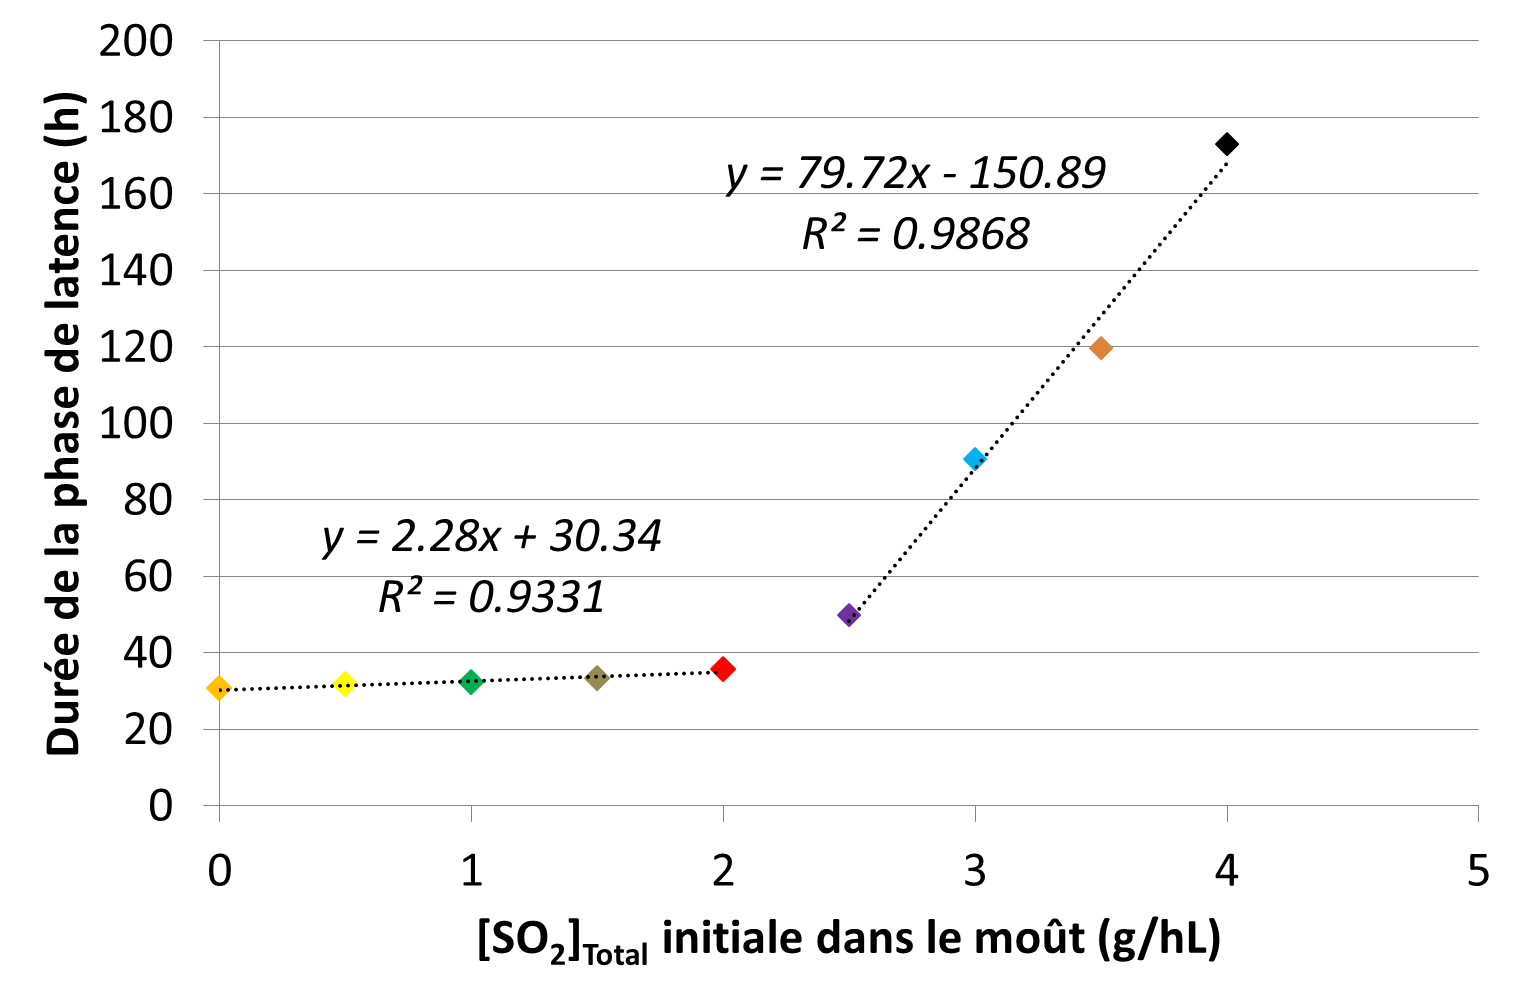 Durée de la phase de latence (h)
200
180
160
140
120
100
80
60
40
20
0
y = 79.72x - 150.89
R² = 0.9868
y = 2.28x + 30.34
R² = 0.9331
0 1 2 3 4 5
[SO₂]Total initiale dans le moût (g/hL)